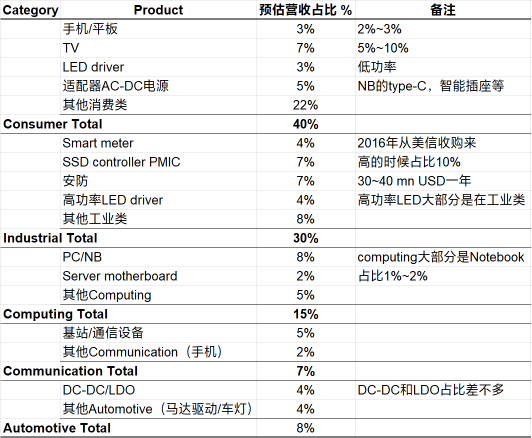 Category Product 预估营收占比 % 备注
手机/平板 3% 2%~3%
TV 7% 5%~10%
LED driver 3% 低功率
适配器AC-DC电源 5% NB的type-C，智能插座等
其他消费类 22%
Consumer Total 40%
Smart meter 4% 2016年从美信收购来
SSD controller PMIC 7% 高的时候占比10%
安防 7% 30~40 mn USD一年
高功率LED driver 4% 高功率LED大部分是在工业类
其他工业类 8%
Industrial Total 30%
PC/NB 8% computing大部分是Notebook
Server motherboard 2% 占比1%~2%
其他Computing 5%
Computing Total 15%
基站/通信设备 5%
其他Communication（手机） 2%
Communication Total 7%
DC-DC/LDO 4% DC-DC和LDO占比差不多
其他Automotive（马达驱动/车灯） 4%
Automotive Total 8%